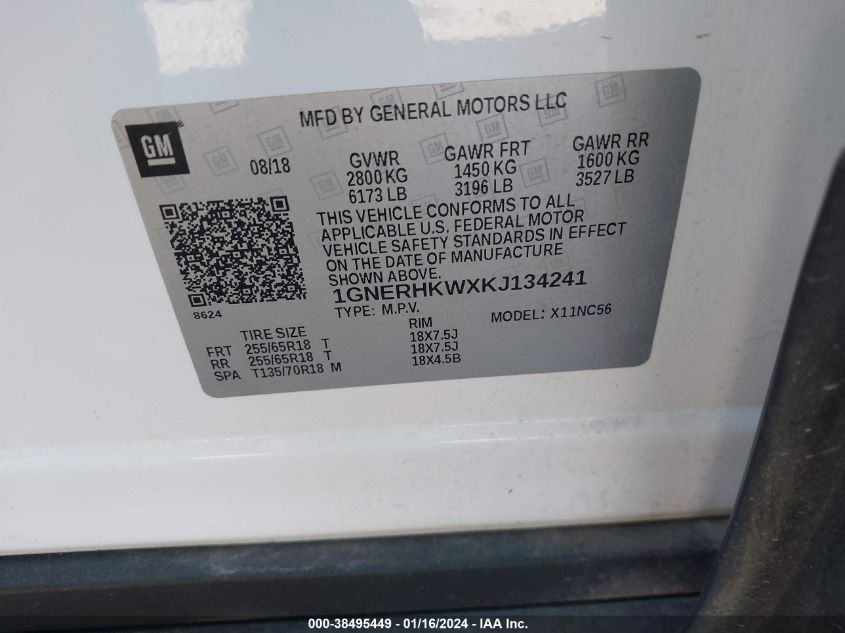 MFD BY GENERAL MOTORS LLC
GM
08/18
GVWR GAWR FRT GAWR RR
2800 KG 1450 KG 1600 KG
6173 LB 3196 LB 3527 LB
THIS VEHICLE CONFORMS TO ALL
APPLICABLE U.S. FEDERAL MOTOR
VEHICLE SAFETY STANDARDS IN EFFECT
ON THE DATE OF MANUFACTURE
SHOWN ABOVE.
1GNERHKWXKJ134241
8624
TYPE: M.P.V. MODEL: X11NC56
TIRE SIZE RIM
FRT 255/65R18 T 18X7.5J
RR 255/65R18 T 18X7.5J
SPA T135/70R18 M 18X4.5B
000-38495449 - 01/16/2024 - IAA Inc.